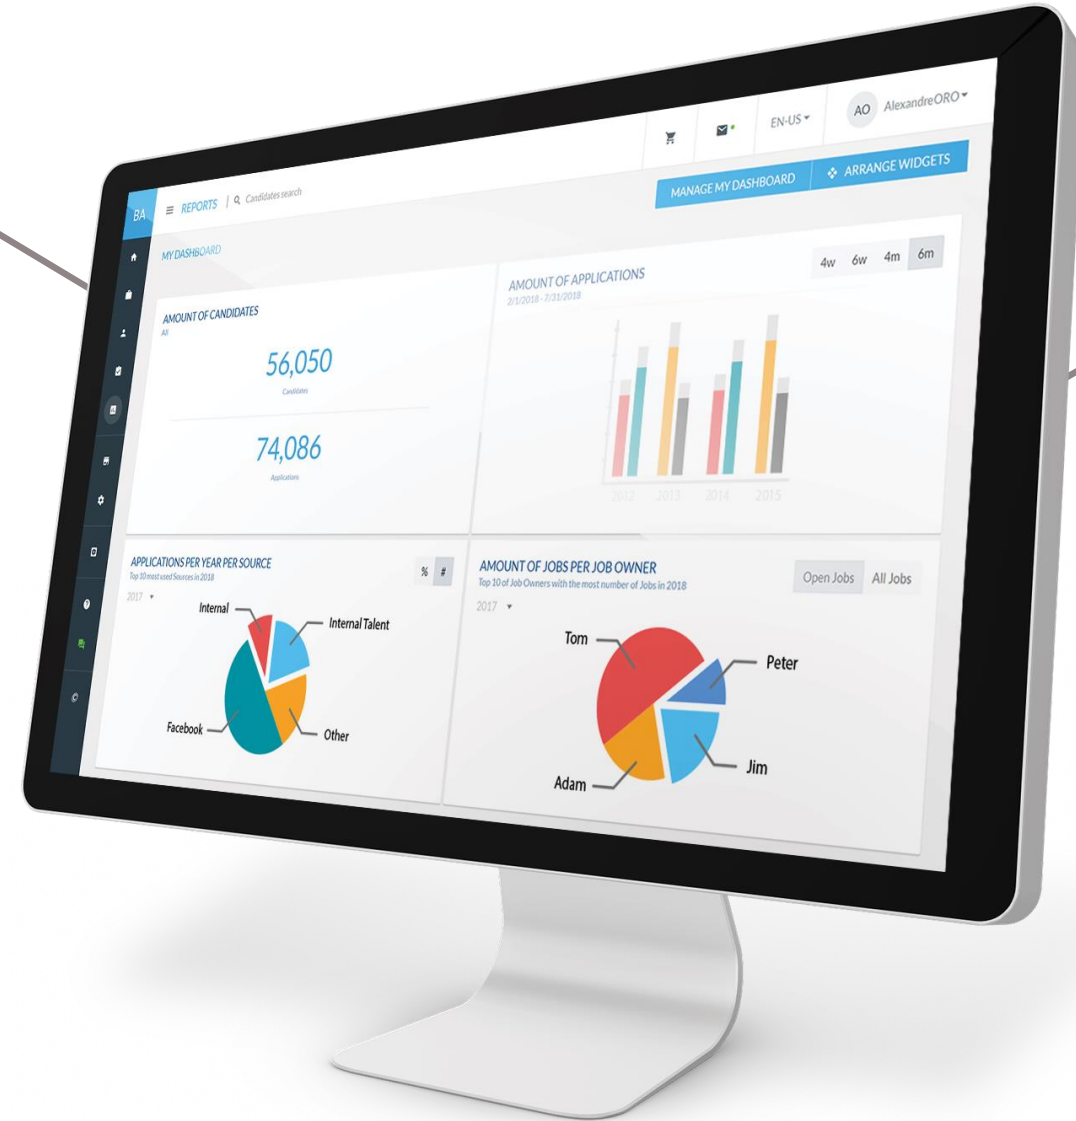 BA
REPORTS
Candidates search
EN-US
AO
AlexandreORO
MANAGE MY DASHBOARD
ARRANGE WIDGETS
MY DASHBOARD
AMOUNT OF CANDIDATES
All
56,050
Candidates
74,086
Applications
AMOUNT OF APPLICATIONS
2/1/2018 - 7/31/2018
4w 6w 4m 6m
2012 2013 2014 2015
APPLICATIONS PER YEAR PER SOURCE
Top 10 most used Sources in 2018
% #
2017
Internal
Internal Talent
Facebook
Other
AMOUNT OF JOBS PER JOB OWNER
Top 10 of Job Owners with the most number of Jobs in 2018
Open Jobs All Jobs
2017
Tom
Peter
Adam
Jim